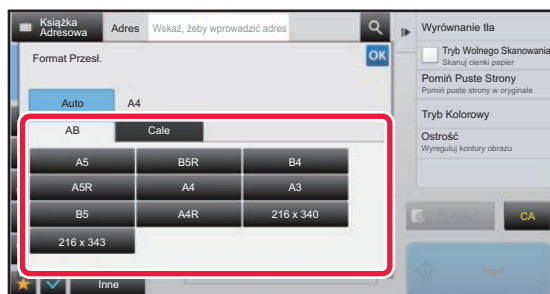 Książka
Adresowa
Adres
Wskaż, żeby wprowadzić adres
Format Przesł.
OK
Auto
A4
AB
Cale
A5
B5R
B4
A5R
A4
A3
B5
A4R
216 x 340
216 x 343
Inne
Wyrównanie tła
Tryb Wolnego Skanowania
Skanuj cienki papier
Pomiń Puste Strony
Pomiń puste strony w oryginale
Tryb Kolorowy
Ostrość
Wyreguluj kontury obrazu
CA
Start